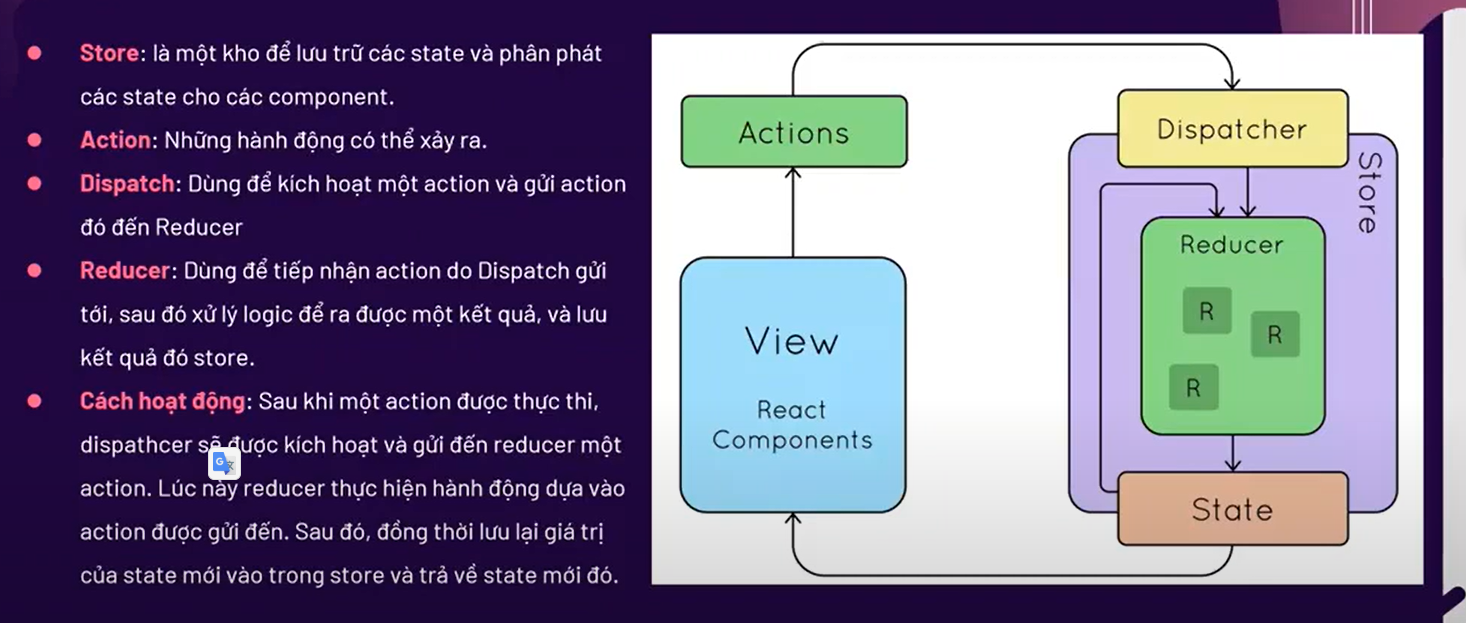 Store: là một kho để lưu trữ các state và phân phát
các state cho các component.
Action: Những hành động có thể xảy ra.
Dispatch: Dùng để kích hoạt một action và gửi action
đó đến Reducer
Reducer: Dùng để tiếp nhận action do Dispatch gửi
tới, sau đó xử lý logic để ra được một kết quả, và lưu
kết quả đó store.
Cách hoạt động: Sau khi một action được thực thi,
dispathcer sẽ được kích hoạt và gửi đến reducer một
action. Lúc này reducer thực hiện hành động dựa vào
action được gửi đến. Sau đó, đồng thời lưu lại giá trị
của state mới vào trong store và trả về state mới đó.
Actions
View
React
Components
Dispatcher
Store
Reducer
R
R
R
State